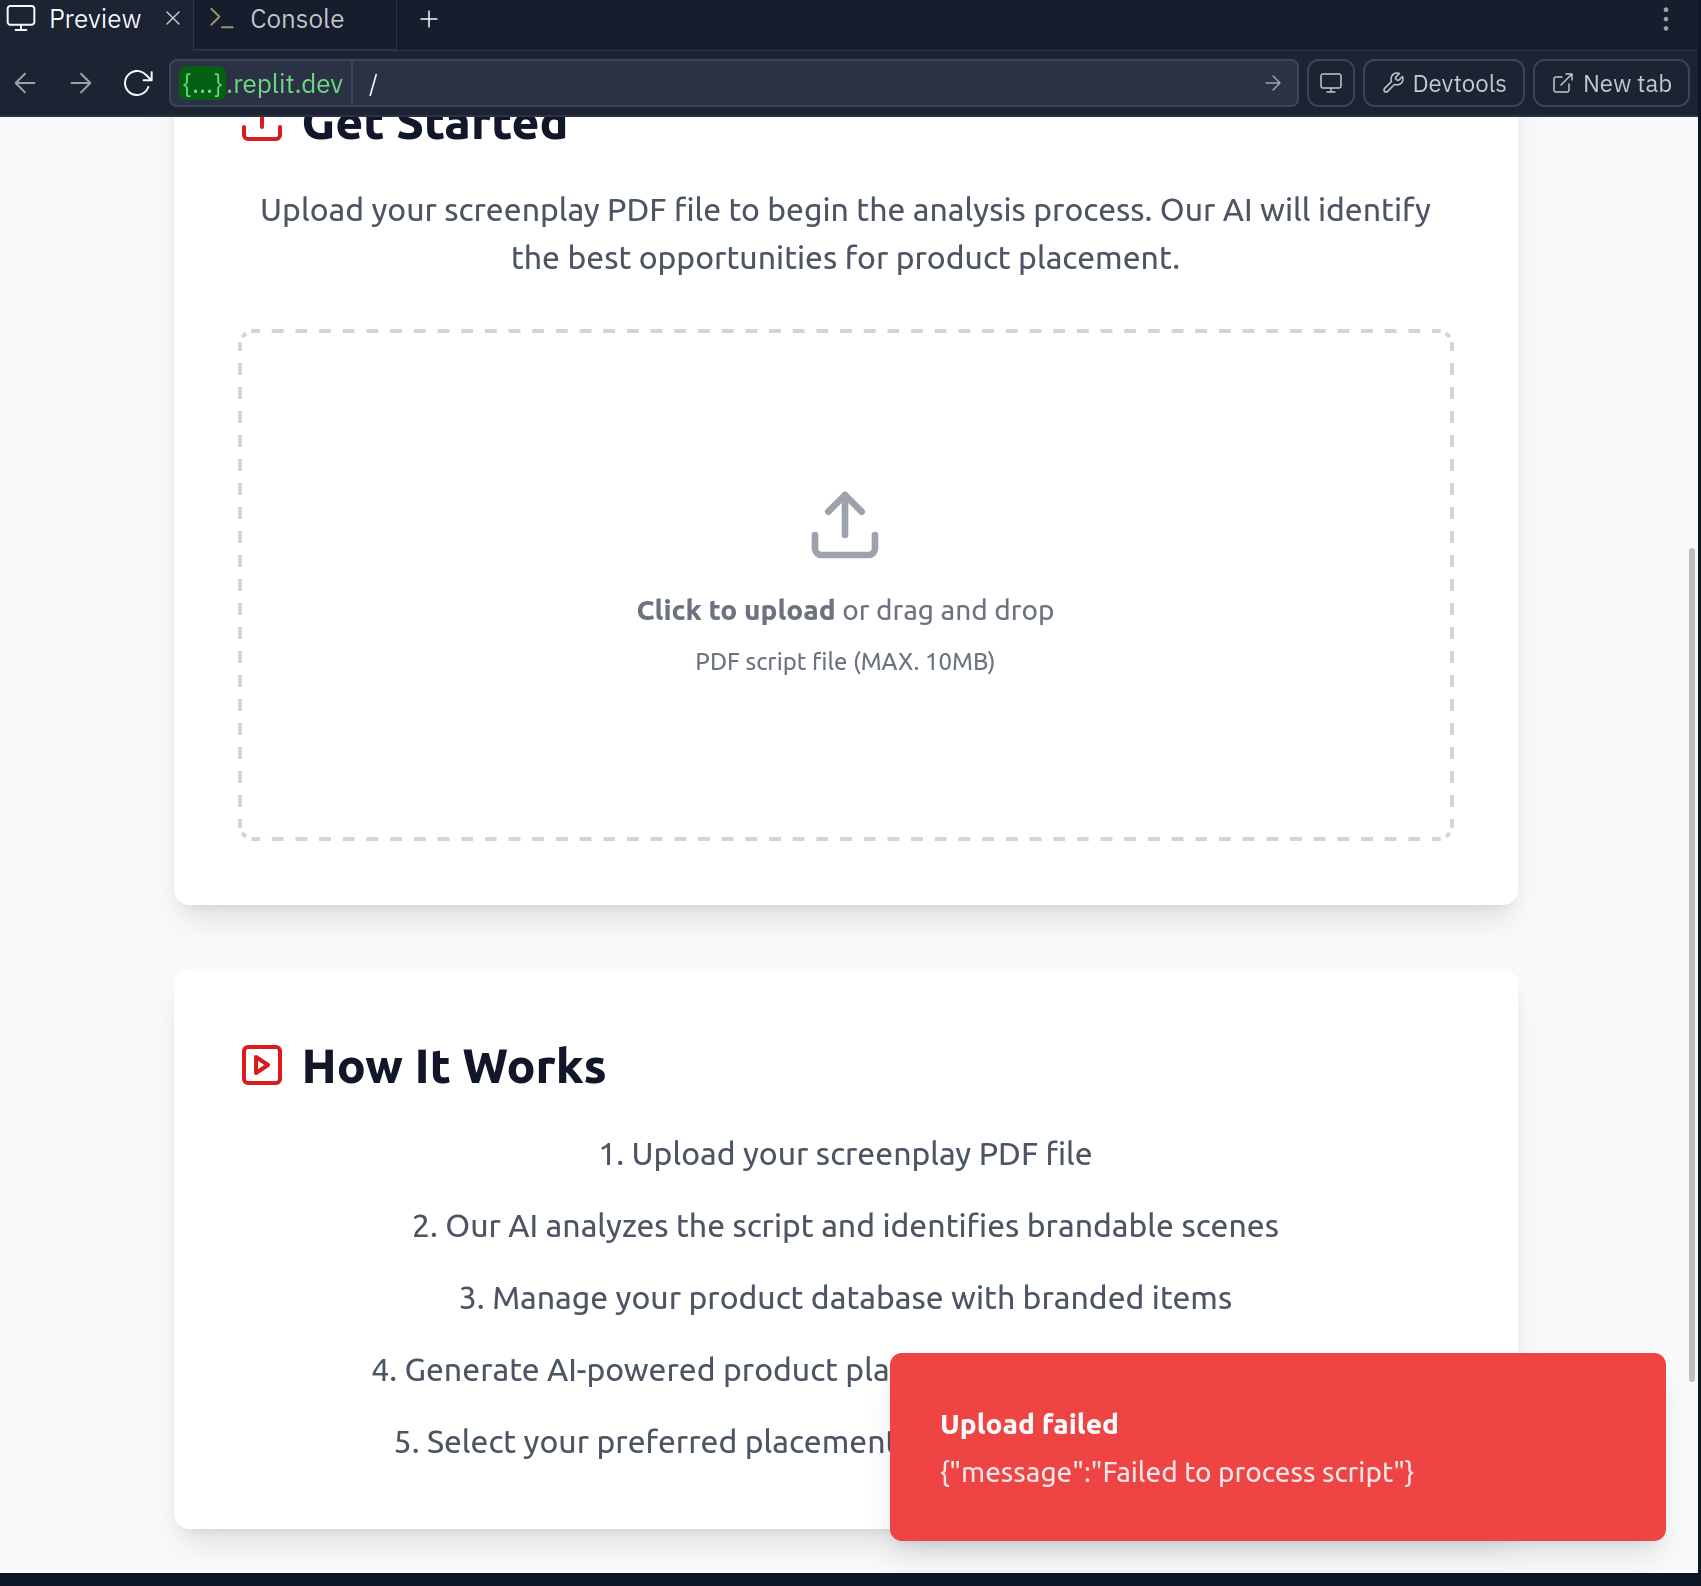 Preview
Console
{...}.replit.dev
/
Devtools
New tab
Get Started
Upload your screenplay PDF file to begin the analysis process. Our AI will identify
the best opportunities for product placement.
Click to upload or drag and drop
PDF script file (MAX. 10MB)
How It Works
1. Upload your screenplay PDF file
2. Our AI analyzes the script and identifies brandable scenes
3. Manage your product database with branded items
4. Generate AI-powered product pla
5. Select your preferred placement
Upload failed
{"message":"Failed to process script"}